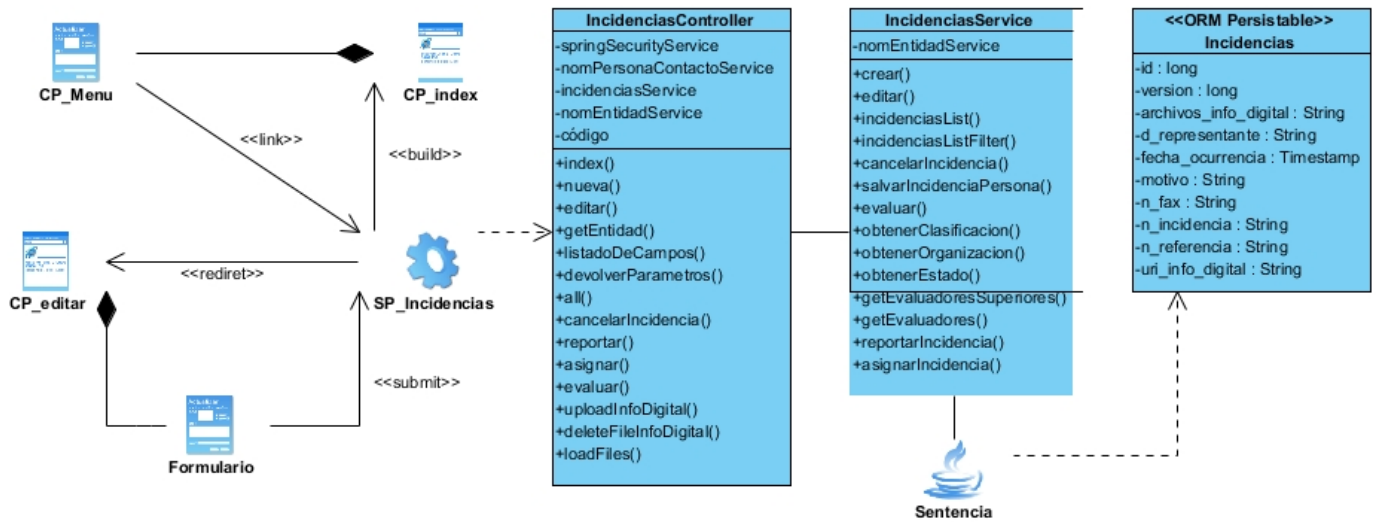 CP_Menu
CP_index
<<link>>
<<build>>
CP_editar
<<rediret>>
SP_Incidencias
<<submit>>
Formulario
IncidenciasController
-springSecurityService
-nomPersonaContactoService
-incidenciasService
-nomEntidadService
-código
+index()
+nueva()
+editar()
+getEntidad()
+listadoDeCampos()
+devolverParametros()
+all()
+cancelarIncidencia()
+reportar()
+asignar()
+evaluar()
+uploadInfoDigital()
+deleteFileInfoDigital()
+loadFiles()
IncidenciasService
-nomEntidadService
+crear()
+editar()
+incidenciasList()
+incidenciasListFilter()
+cancelarIncidencia()
+salvarIncidenciaPersona()
+evaluar()
+obtenerClasificacion()
+obtenerOrganizacion()
+obtenerEstado()
+getEvaluadoresSuperiores()
+getEvaluadores()
+reportarIncidencia()
+asignarIncidencia()
Sentencia
<<ORM Persistable>>
Incidencias
-id : long
-version : long
-archivos_info_digital : String
-d_representante : String
-fecha_ocurrencia : Timestamp
-motivo : String
-n_fax : String
-n_incidencia : String
-n_referencia : String
-uri_info_digital : String